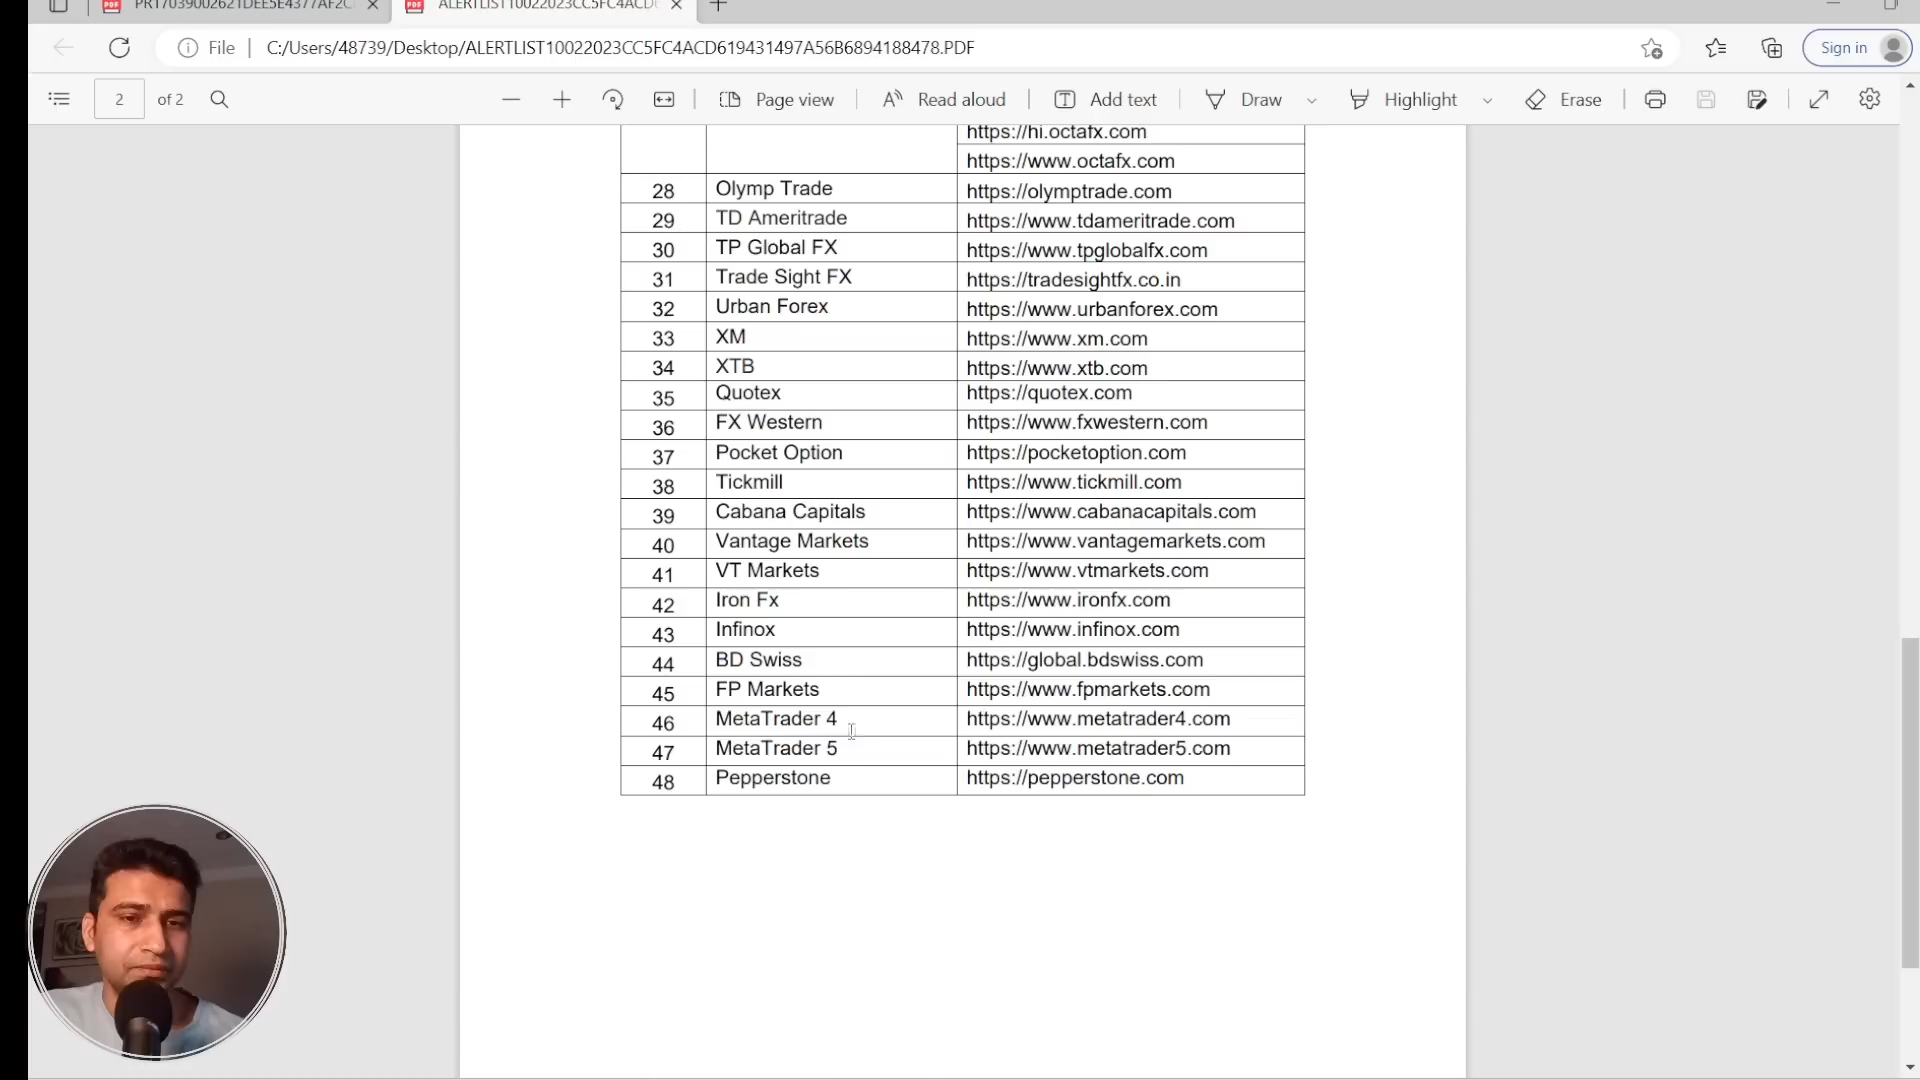 PR17039002621DEE5E4377AF2C
ALERTLIST10022023CC5FC4ACD6
File
C:/Users/48739/Desktop/ALERTLIST10022023CC5FC4ACD619431497A56B6894188478.PDF
Sign in
2 of 2
Page view
Read aloud
Add text
Draw
Highlight
Erase
https://hi.octafx.com
https://www.octafx.com
28 Olymp Trade https://olymptrade.com
29 TD Ameritrade https://www.tdameritrade.com
30 TP Global FX https://www.tpglobalfx.com
31 Trade Sight FX https://tradesightfx.co.in
32 Urban Forex https://www.urbanforex.com
33 XM https://www.xm.com
34 XTB https://www.xtb.com
35 Quotex https://quotex.com
36 FX Western https://www.fxwestern.com
37 Pocket Option https://pocketoption.com
38 Tickmill https://www.tickmill.com
39 Cabana Capitals https://www.cabanacapitals.com
40 Vantage Markets https://www.vantagemarkets.com
41 VT Markets https://www.vtmarkets.com
42 Iron Fx https://www.ironfx.com
43 Infinox https://www.infinox.com
44 BD Swiss https://global.bdswiss.com
45 FP Markets https://www.fpmarkets.com
46 MetaTrader 4 https://www.metatrader4.com
47 MetaTrader 5 https://www.metatrader5.com
48 Pepperstone https://pepperstone.com